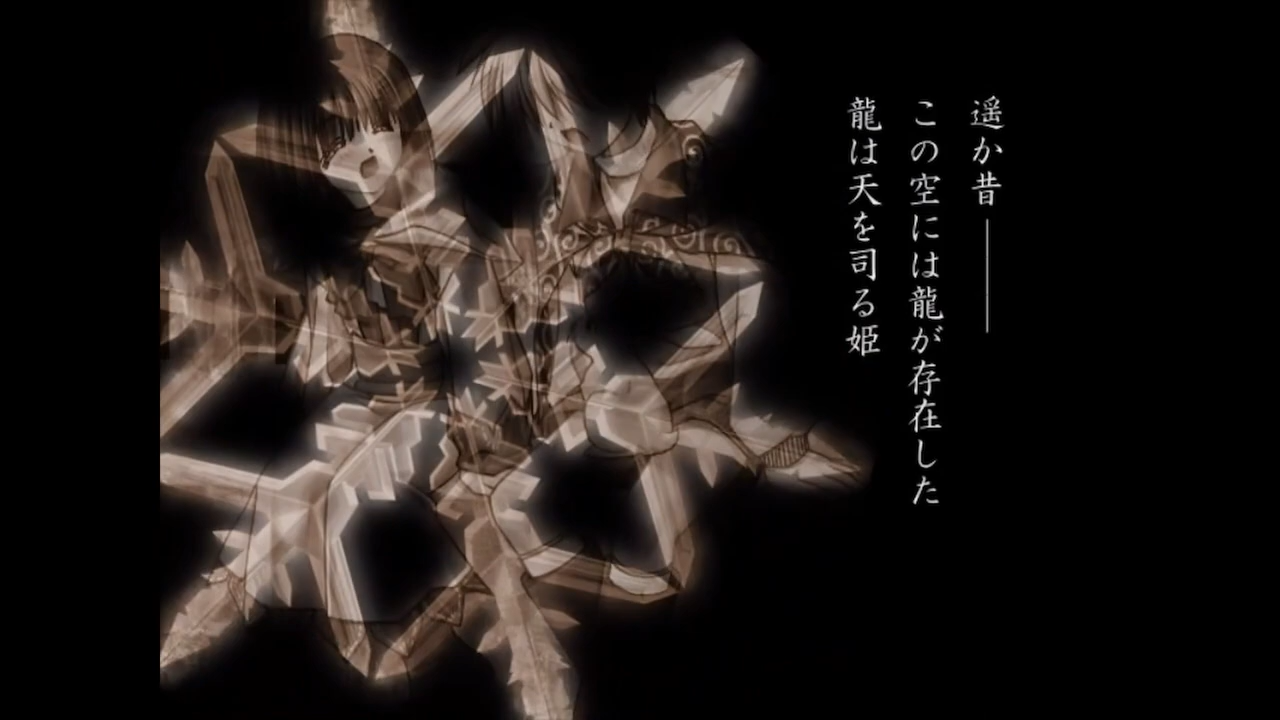 遥か昔――
この空には龍が存在した
龍は天を司る姫